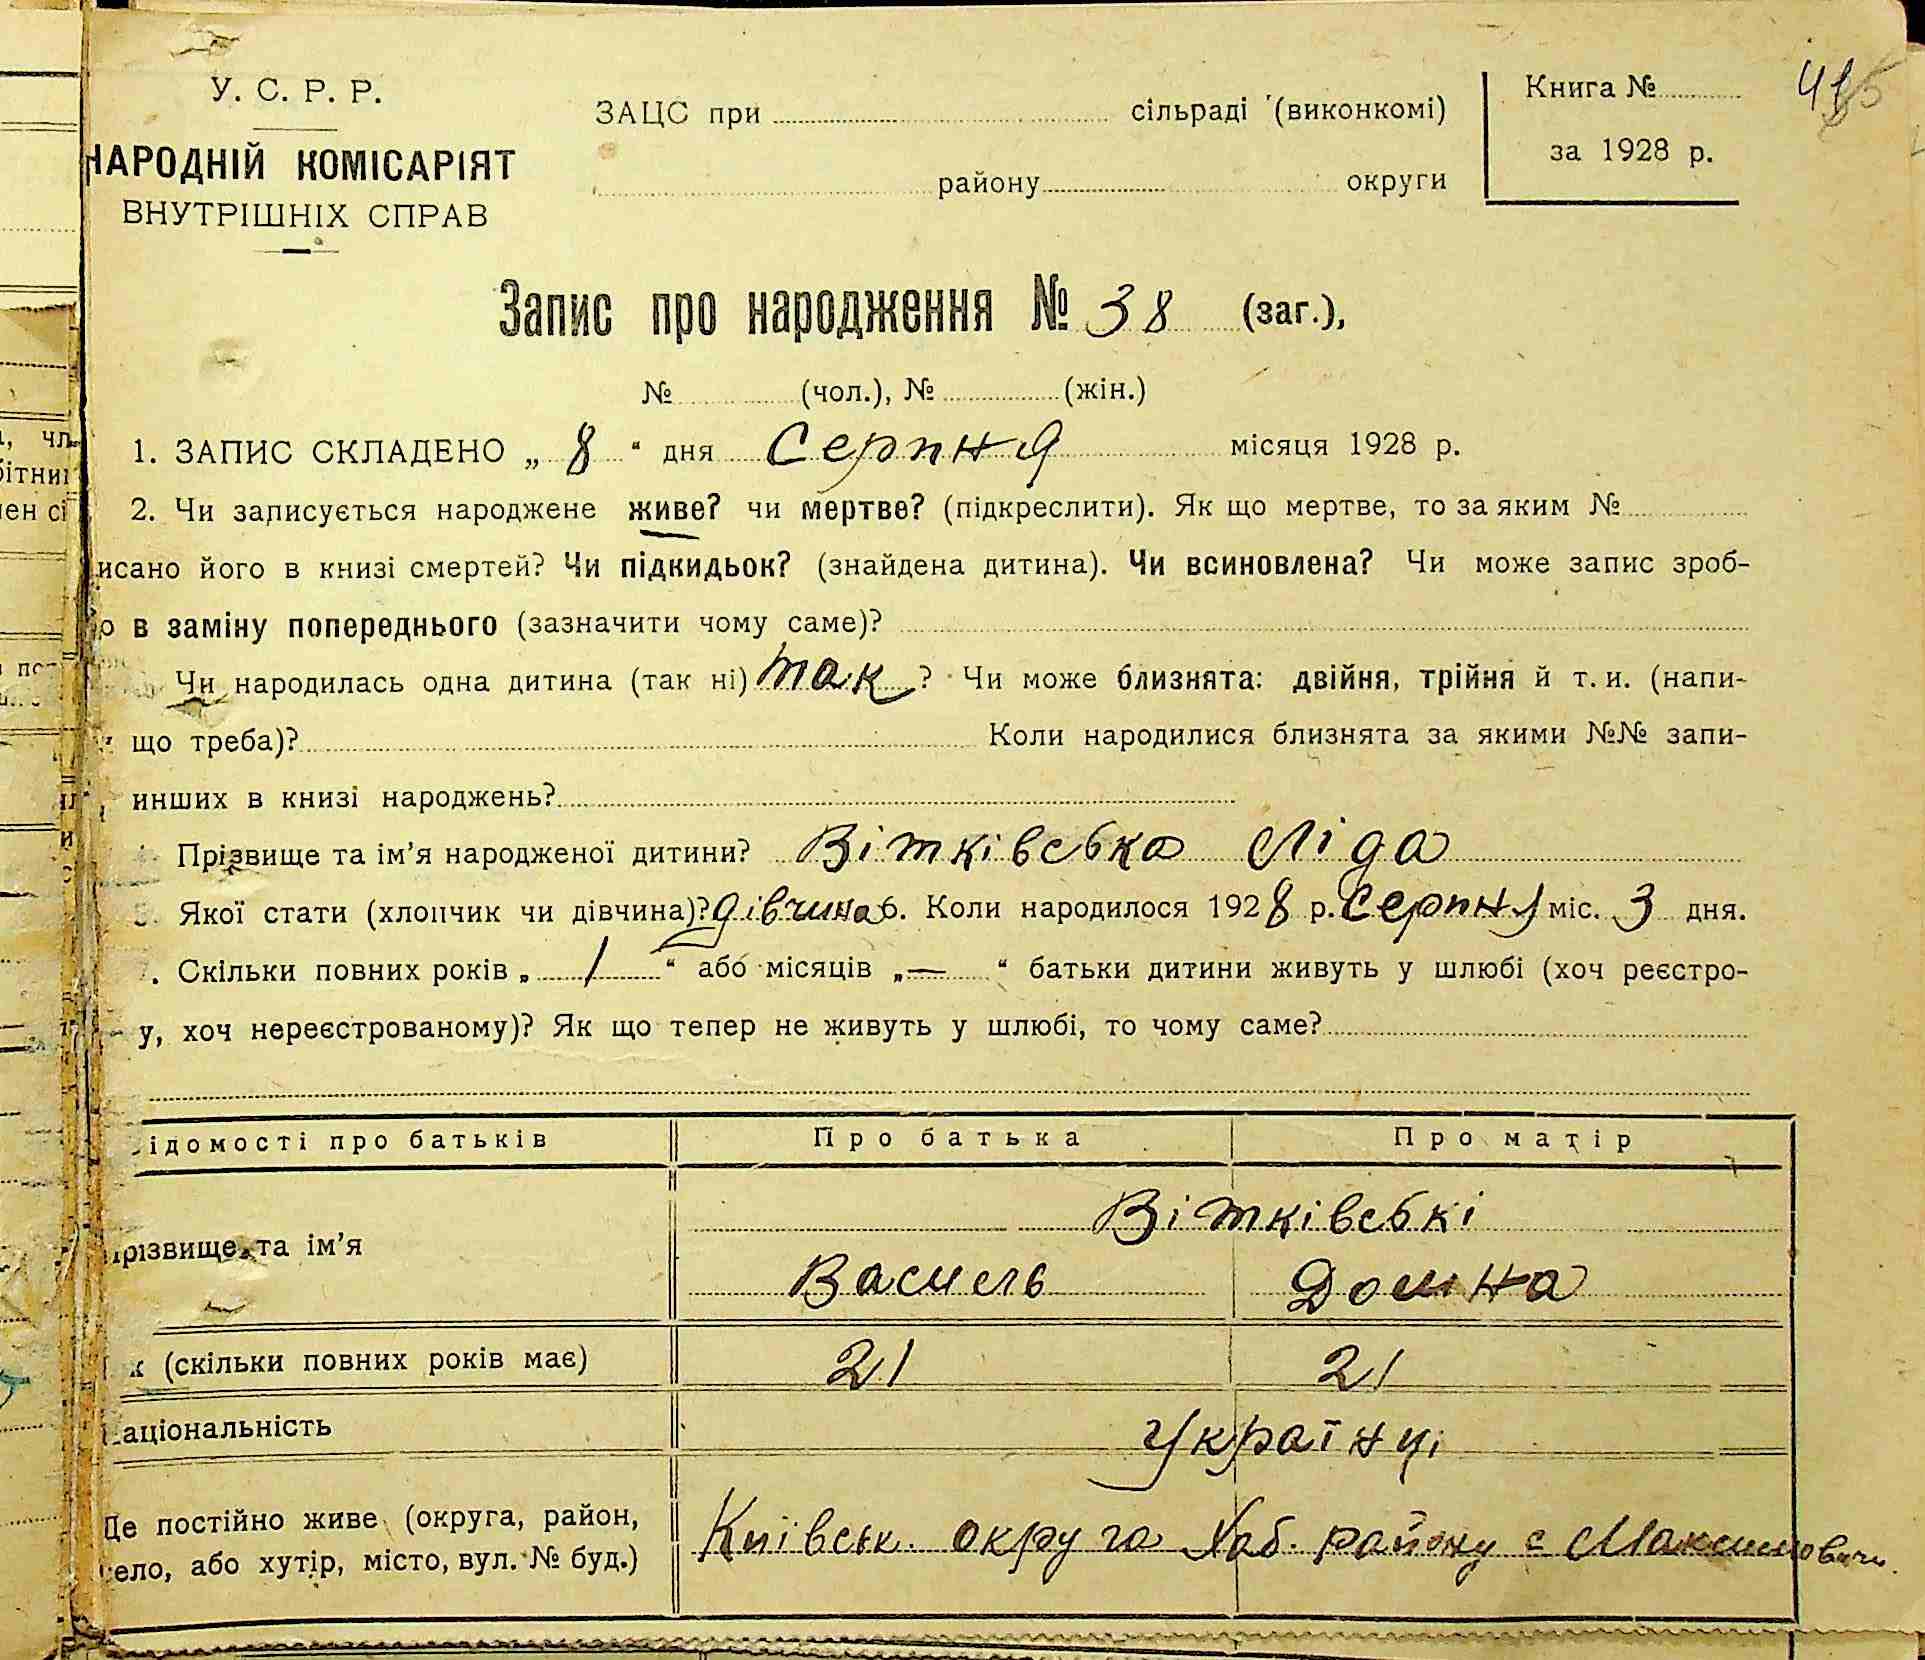 У. С. Р. Р.
НАРОДНІЙ КОМІСАРІЯТ
ВНУТРІШНІХ СПРАВ
ЗАЦС при сільраді (виконкомі)
району округи
Книга №
за 1928 р.
Запис про народження № 38 (заг.),
№ (чол.), № (жін.)
1. ЗАПИС СКЛАДЕНО „ 8 “ дня Серпня місяця 1928 р.
2. Чи записується народжене живе? чи мертве? (підкреслити). Як що мертве, то за яким №
исано його в книзі смертей? Чи підкидьок? (знайдена дитина). Чи всиновлена? Чи може запис зроб-
о в заміну попереднього (зазначити чому саме)?
Чи народилась одна дитина (так ні) так ? Чи може близнята: двійня, трійня й т. и. (напи-
що треба)? Коли народилися близнята за якими №№ запи-
инших в книзі народжень?
Прізвище та ім’я народженої дитини? Вітківська Ліда
5. Якої стати (хлопчик чи дівчина)? дівчина 6. Коли народилося 1928 р. Серпня міс. 3 дня.
7. Скільки повних років „ 1 “ або місяців „ — “ батьки дитини живуть у шлюбі (хоч реєстро-
у, хоч нереєстрованому)? Як що тепер не живуть у шлюбі, то чому саме?
ідомості про батьків Про батька Про матір
Вітківські
різвище та ім’я
Василь Домна
к (скільки повних років має) 21 21
аціональність Українці
Де постійно живе (округа, район,
ело, або хутір, місто, вул. № буд.)
Київськ. округа Хаб. району с Максимовичи